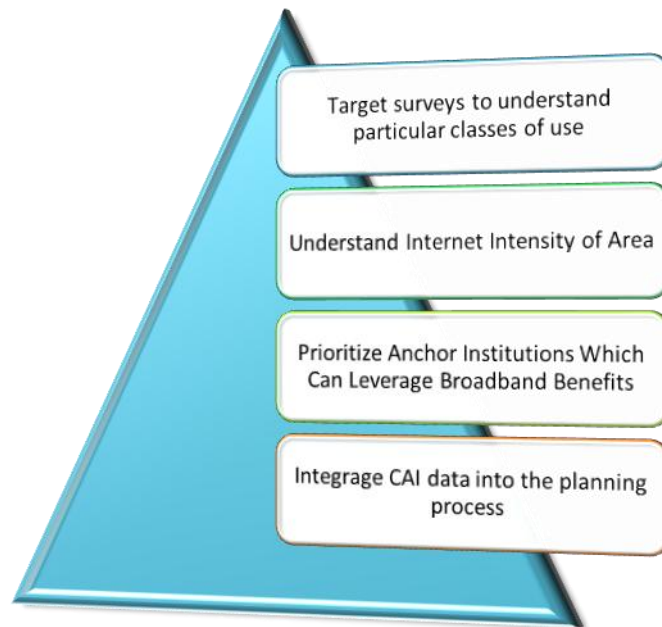 Target surveys to understand
particular classes of use
Understand Internet Intensity of Area
Prioritize Anchor Institutions Which
Can Leverage Broadband Benefits
Integrage CAI data into the planning
process